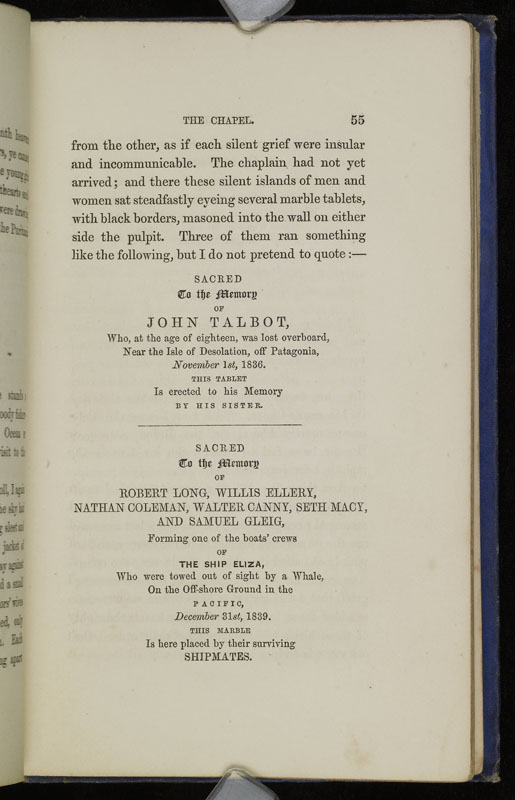 THE CHAPEL. 55
from the other, as if each silent grief were insular
and incommunicable. The chaplain had not yet
arrived; and there these silent islands of men and
women sat steadfastly eyeing several marble tablets,
with black borders, masoned into the wall on either
side the pulpit. Three of them ran something
like the following, but I do not pretend to quote:—
SACRED
To the Memory
OF
JOHN TALBOT,
Who, at the age of eighteen, was lost overboard,
Near the Isle of Desolation, off Patagonia,
November 1st, 1836.
THIS TABLET
Is erected to his Memory
BY HIS SISTER.
SACRED
To the Memory
OF
ROBERT LONG, WILLIS ELLERY,
NATHAN COLEMAN, WALTER CANNY, SETH MACY,
AND SAMUEL GLEIG,
Forming one of the boats' crews
OF
THE SHIP ELIZA,
Who were towed out of sight by a Whale,
On the Off-shore Ground in the
PACIFIC,
December 31st, 1839.
THIS MARBLE
Is here placed by their surviving
SHIPMATES.